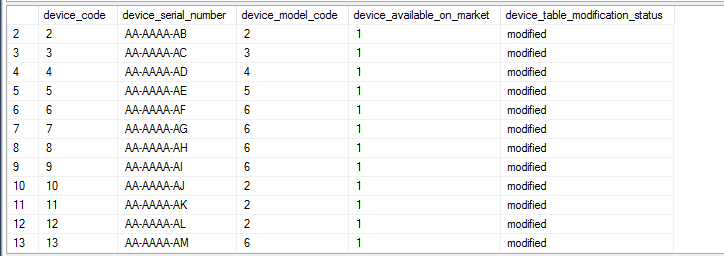 device_code device_serial_number device_model_code device_available_on_market device_table_modification_status
2 2 AA-AAAA-AB 2 1 modified
3 3 AA-AAAA-AC 3 1 modified
4 4 AA-AAAA-AD 4 1 modified
5 5 AA-AAAA-AE 5 1 modified
6 6 AA-AAAA-AF 6 1 modified
7 7 AA-AAAA-AG 6 1 modified
8 8 AA-AAAA-AH 6 1 modified
9 9 AA-AAAA-AI 6 1 modified
10 10 AA-AAAA-AJ 2 1 modified
11 11 AA-AAAA-AK 2 1 modified
12 12 AA-AAAA-AL 2 1 modified
13 13 AA-AAAA-AM 6 1 modified